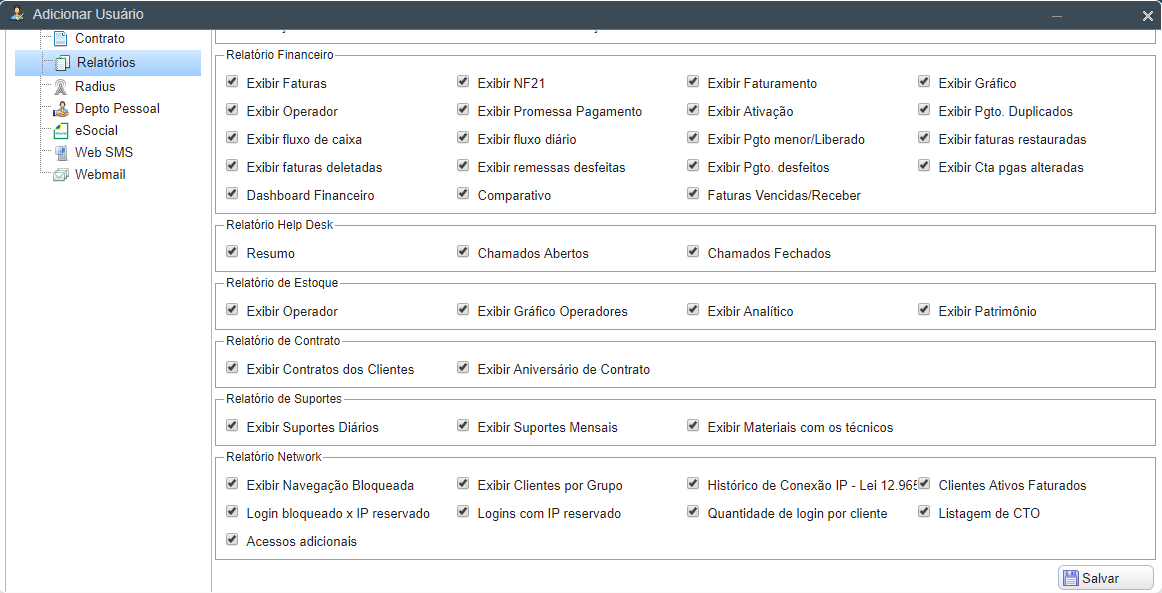 Adicionar Usuário
Contrato
Relatórios
Radius
Depto Pessoal
eSocial
Web SMS
Webmail
Relatório Financeiro
Exibir Faturas Exibir NF21 Exibir Faturamento Exibir Gráfico
Exibir Operador Exibir Promessa Pagamento Exibir Ativação Exibir Pgto. Duplicados
Exibir fluxo de caixa Exibir fluxo diário Exibir Pgto menor/Liberado Exibir faturas restauradas
Exibir faturas deletadas Exibir remessas desfeitas Exibir Pgto. desfeitos Exibir Cta pgas alteradas
Dashboard Financeiro Comparativo Faturas Vencidas/Receber
Relatório Help Desk
Resumo Chamados Abertos Chamados Fechados
Relatório de Estoque
Exibir Operador Exibir Gráfico Operadores Exibir Analítico Exibir Patrimônio
Relatório de Contrato
Exibir Contratos dos Clientes Exibir Aniversário de Contrato
Relatório de Suportes
Exibir Suportes Diários Exibir Suportes Mensais Exibir Materiais com os técnicos
Relatório Network
Exibir Navegação Bloqueada Exibir Clientes por Grupo Histórico de Conexão IP - Lei 12.965 Clientes Ativos Faturados
Login bloqueado x IP reservado Logins com IP reservado Quantidade de login por cliente Listagem de CTO
Acessos adicionais
Salvar